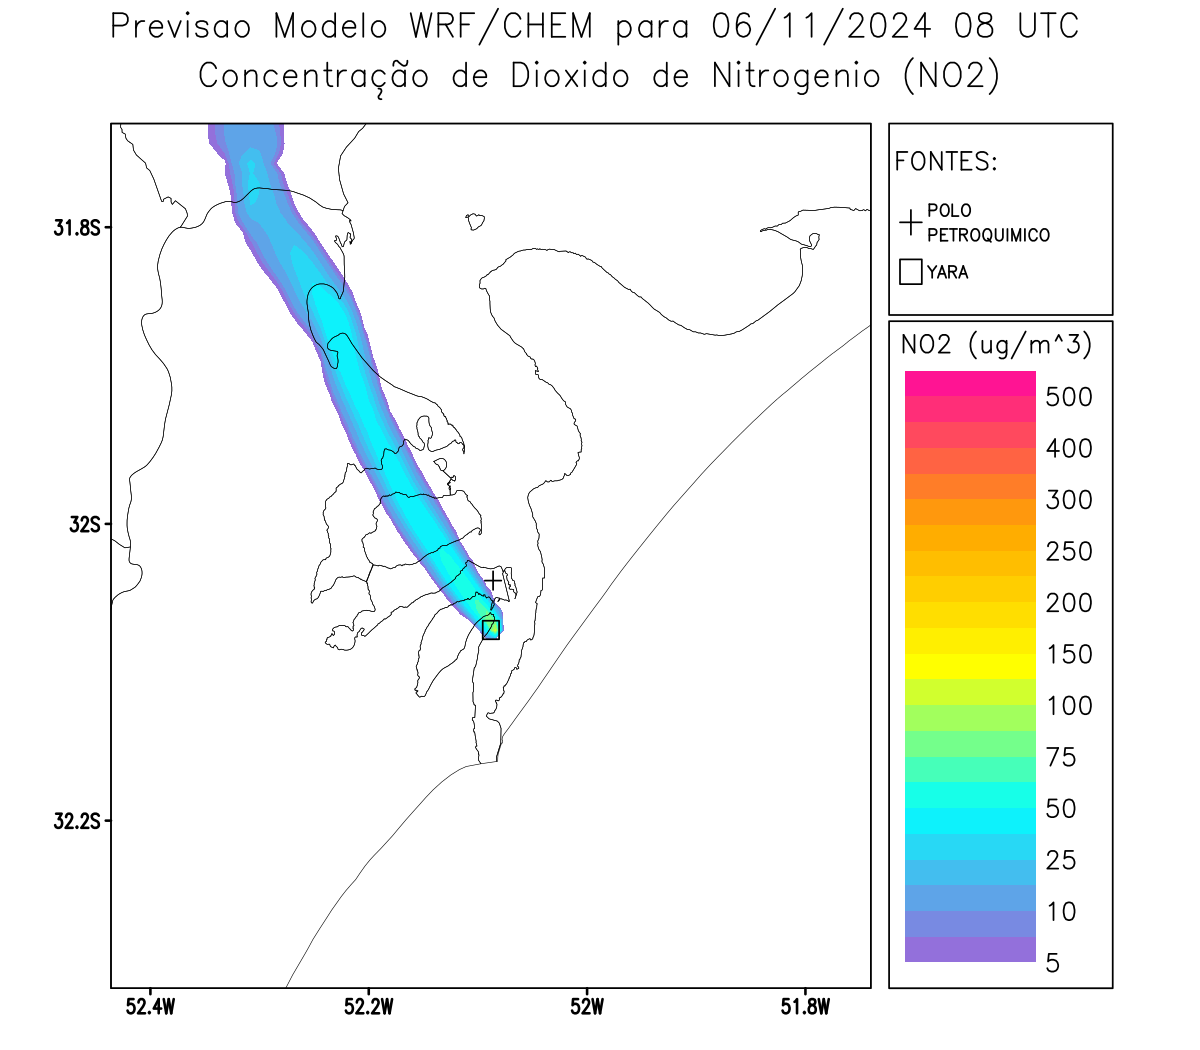 Previsao Modelo WRF/CHEM para 06/11/2024 08 UTC
Concentração de Dioxido de Nitrogenio (NO2)
FONTES:
POLO
PETROQUIMICO
YARA
NO2 (ug/m^3)
500
400
300
250
200
150
100
75
50
25
10
5
31.8S
32S
32.2S
52.4W
52.2W
52W
51.8W